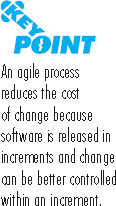 KEY
POINT
An agile process
reduces the cost
of change because
software is released in
increments and change
can be better controlled
within an increment.